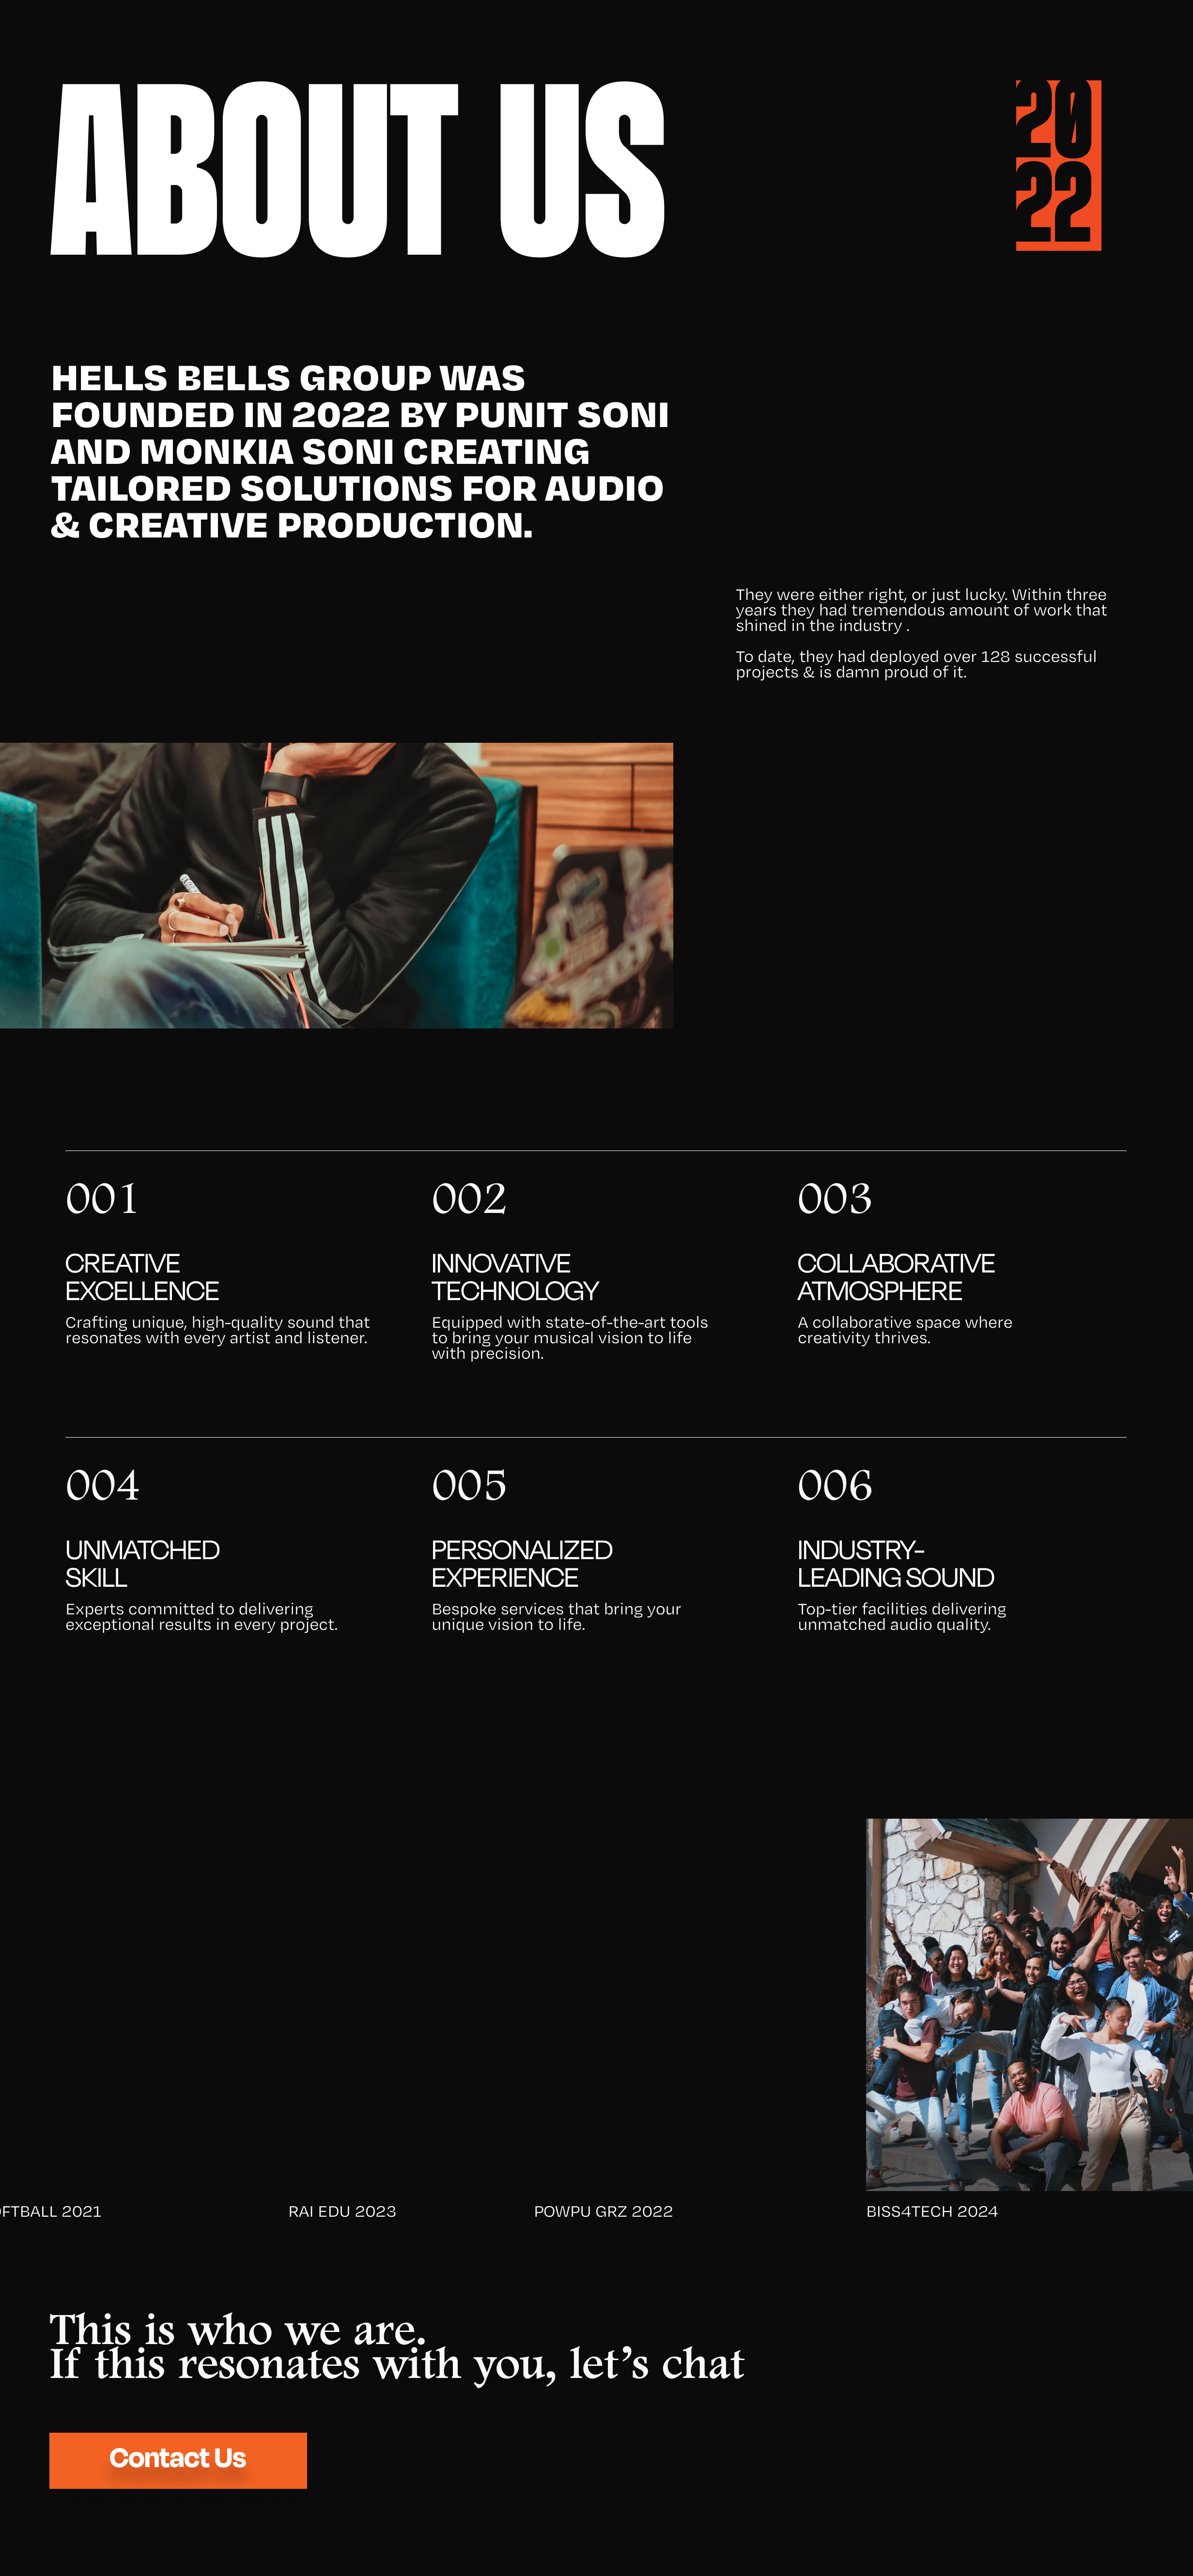 ABOUT US
20
22
HELLS BELLS GROUP WAS
FOUNDED IN 2022 BY PUNIT SONI
AND MONKIA SONI CREATING
TAILORED SOLUTIONS FOR AUDIO
& CREATIVE PRODUCTION.
They were either right, or just lucky. Within three
years they had tremendous amount of work that
shined in the industry .
To date, they had deployed over 128 successful
projects & is damn proud of it.
001
CREATIVE
EXCELLENCE
Crafting unique, high-quality sound that
resonates with every artist and listener.
002
INNOVATIVE
TECHNOLOGY
Equipped with state-of-the-art tools
to bring your musical vision to life
with precision.
003
COLLABORATIVE
ATMOSPHERE
A collaborative space where
creativity thrives.
004
UNMATCHED
SKILL
Experts committed to delivering
exceptional results in every project.
005
PERSONALIZED
EXPERIENCE
Bespoke services that bring your
unique vision to life.
006
INDUSTRY-
LEADING SOUND
Top-tier facilities delivering
unmatched audio quality.
OFTBALL 2021
RAI EDU 2023
POWPU GRZ 2022
BISS4TECH 2024
This is who we are.
If this resonates with you, let’s chat
Contact Us